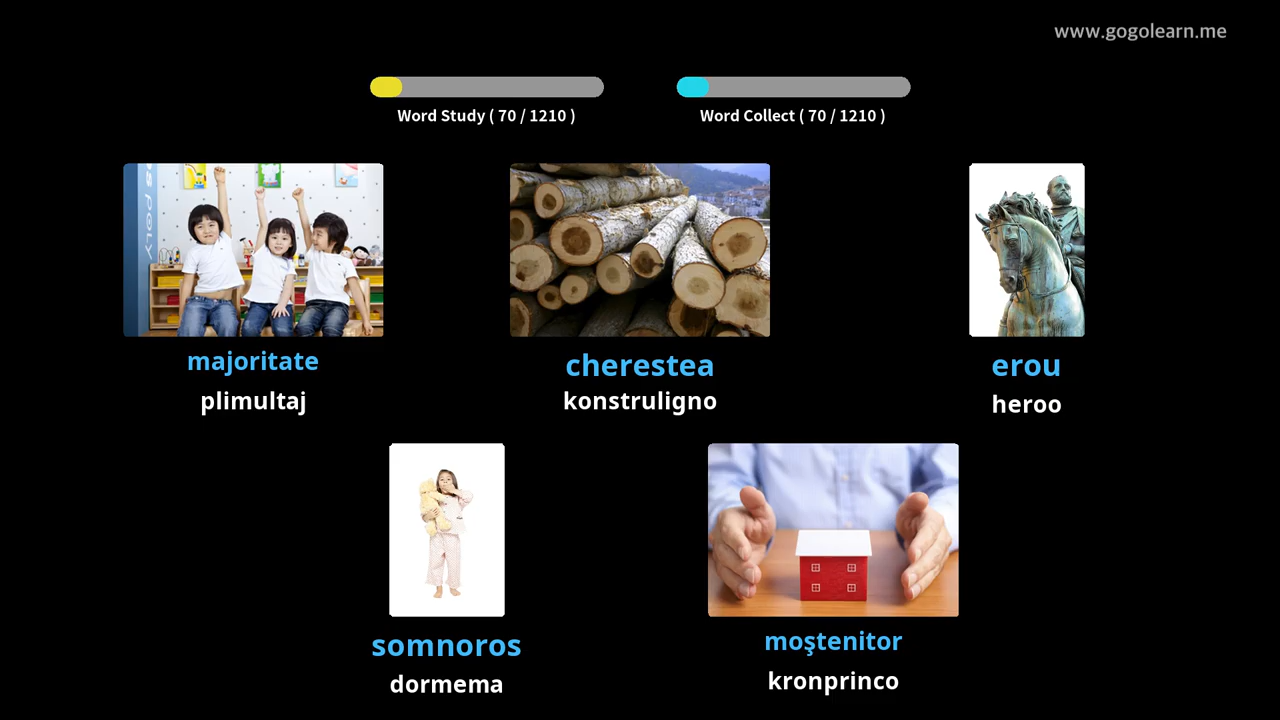 www.gogolearn.me
Word Study ( 70 / 1210 )
Word Collect ( 70 / 1210 )
majoritate
plimultaj
cherestea
konstruligno
erou
heroo
somnoros
dormema
moştenitor
kronprinco